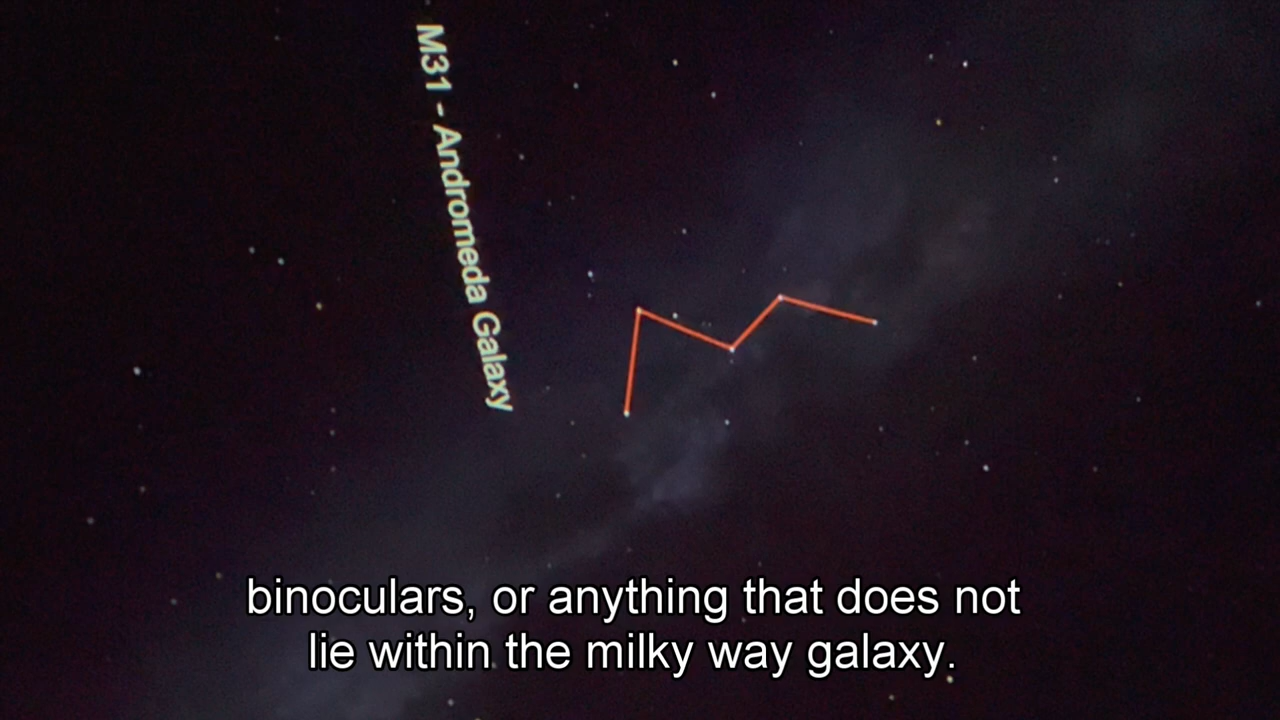 M31 - Andromeda Galaxy
binoculars, or anything that does not
lie within the milky way galaxy.